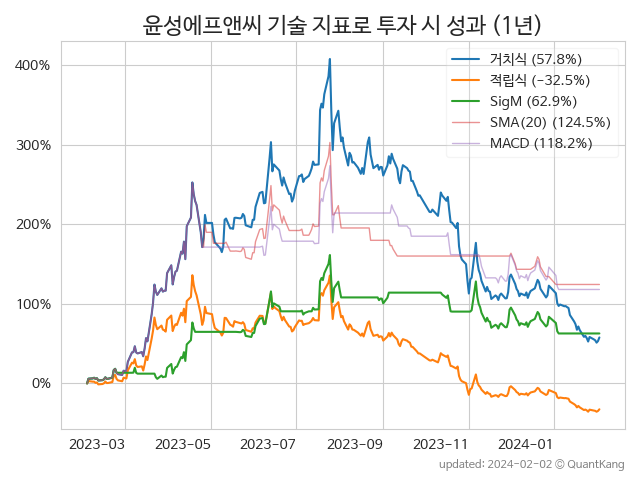 윤성에프앤씨 기술 지표로 투자 시 성과 (1년)
거치식 (57.8%)
적립식 (−32.5%)
SigM (62.9%)
SMA(20) (124.5%)
MACD (118.2%)
400%
300%
200%
100%
0%
2023−03
2023−05
2023−07
2023−09
2023−11
2024−01
updated: 2024-02-02 © QuantKang